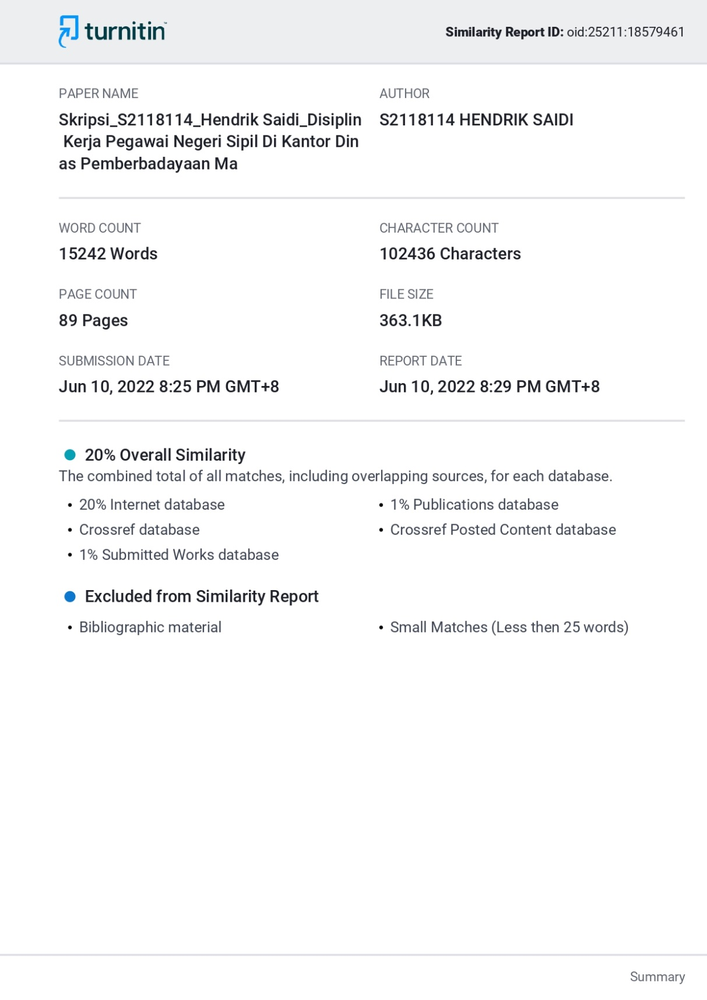 turnitin™
Similarity Report ID: oid:25211:18579461
PAPER NAME
Skripsi_S2118114_Hendrik Saidi_Disiplin
Kerja Pegawai Negeri Sipil Di Kantor Din
as Pemberbadayaan Ma
AUTHOR
S2118114 HENDRIK SAIDI
WORD COUNT
15242 Words
CHARACTER COUNT
102436 Characters
PAGE COUNT
89 Pages
FILE SIZE
363.1KB
SUBMISSION DATE
Jun 10, 2022 8:25 PM GMT+8
REPORT DATE
Jun 10, 2022 8:29 PM GMT+8
20% Overall Similarity
The combined total of all matches, including overlapping sources, for each database.
• 20% Internet database
• 1% Publications database
• Crossref database
• Crossref Posted Content database
• 1% Submitted Works database
Excluded from Similarity Report
• Bibliographic material
• Small Matches (Less then 25 words)
Summary